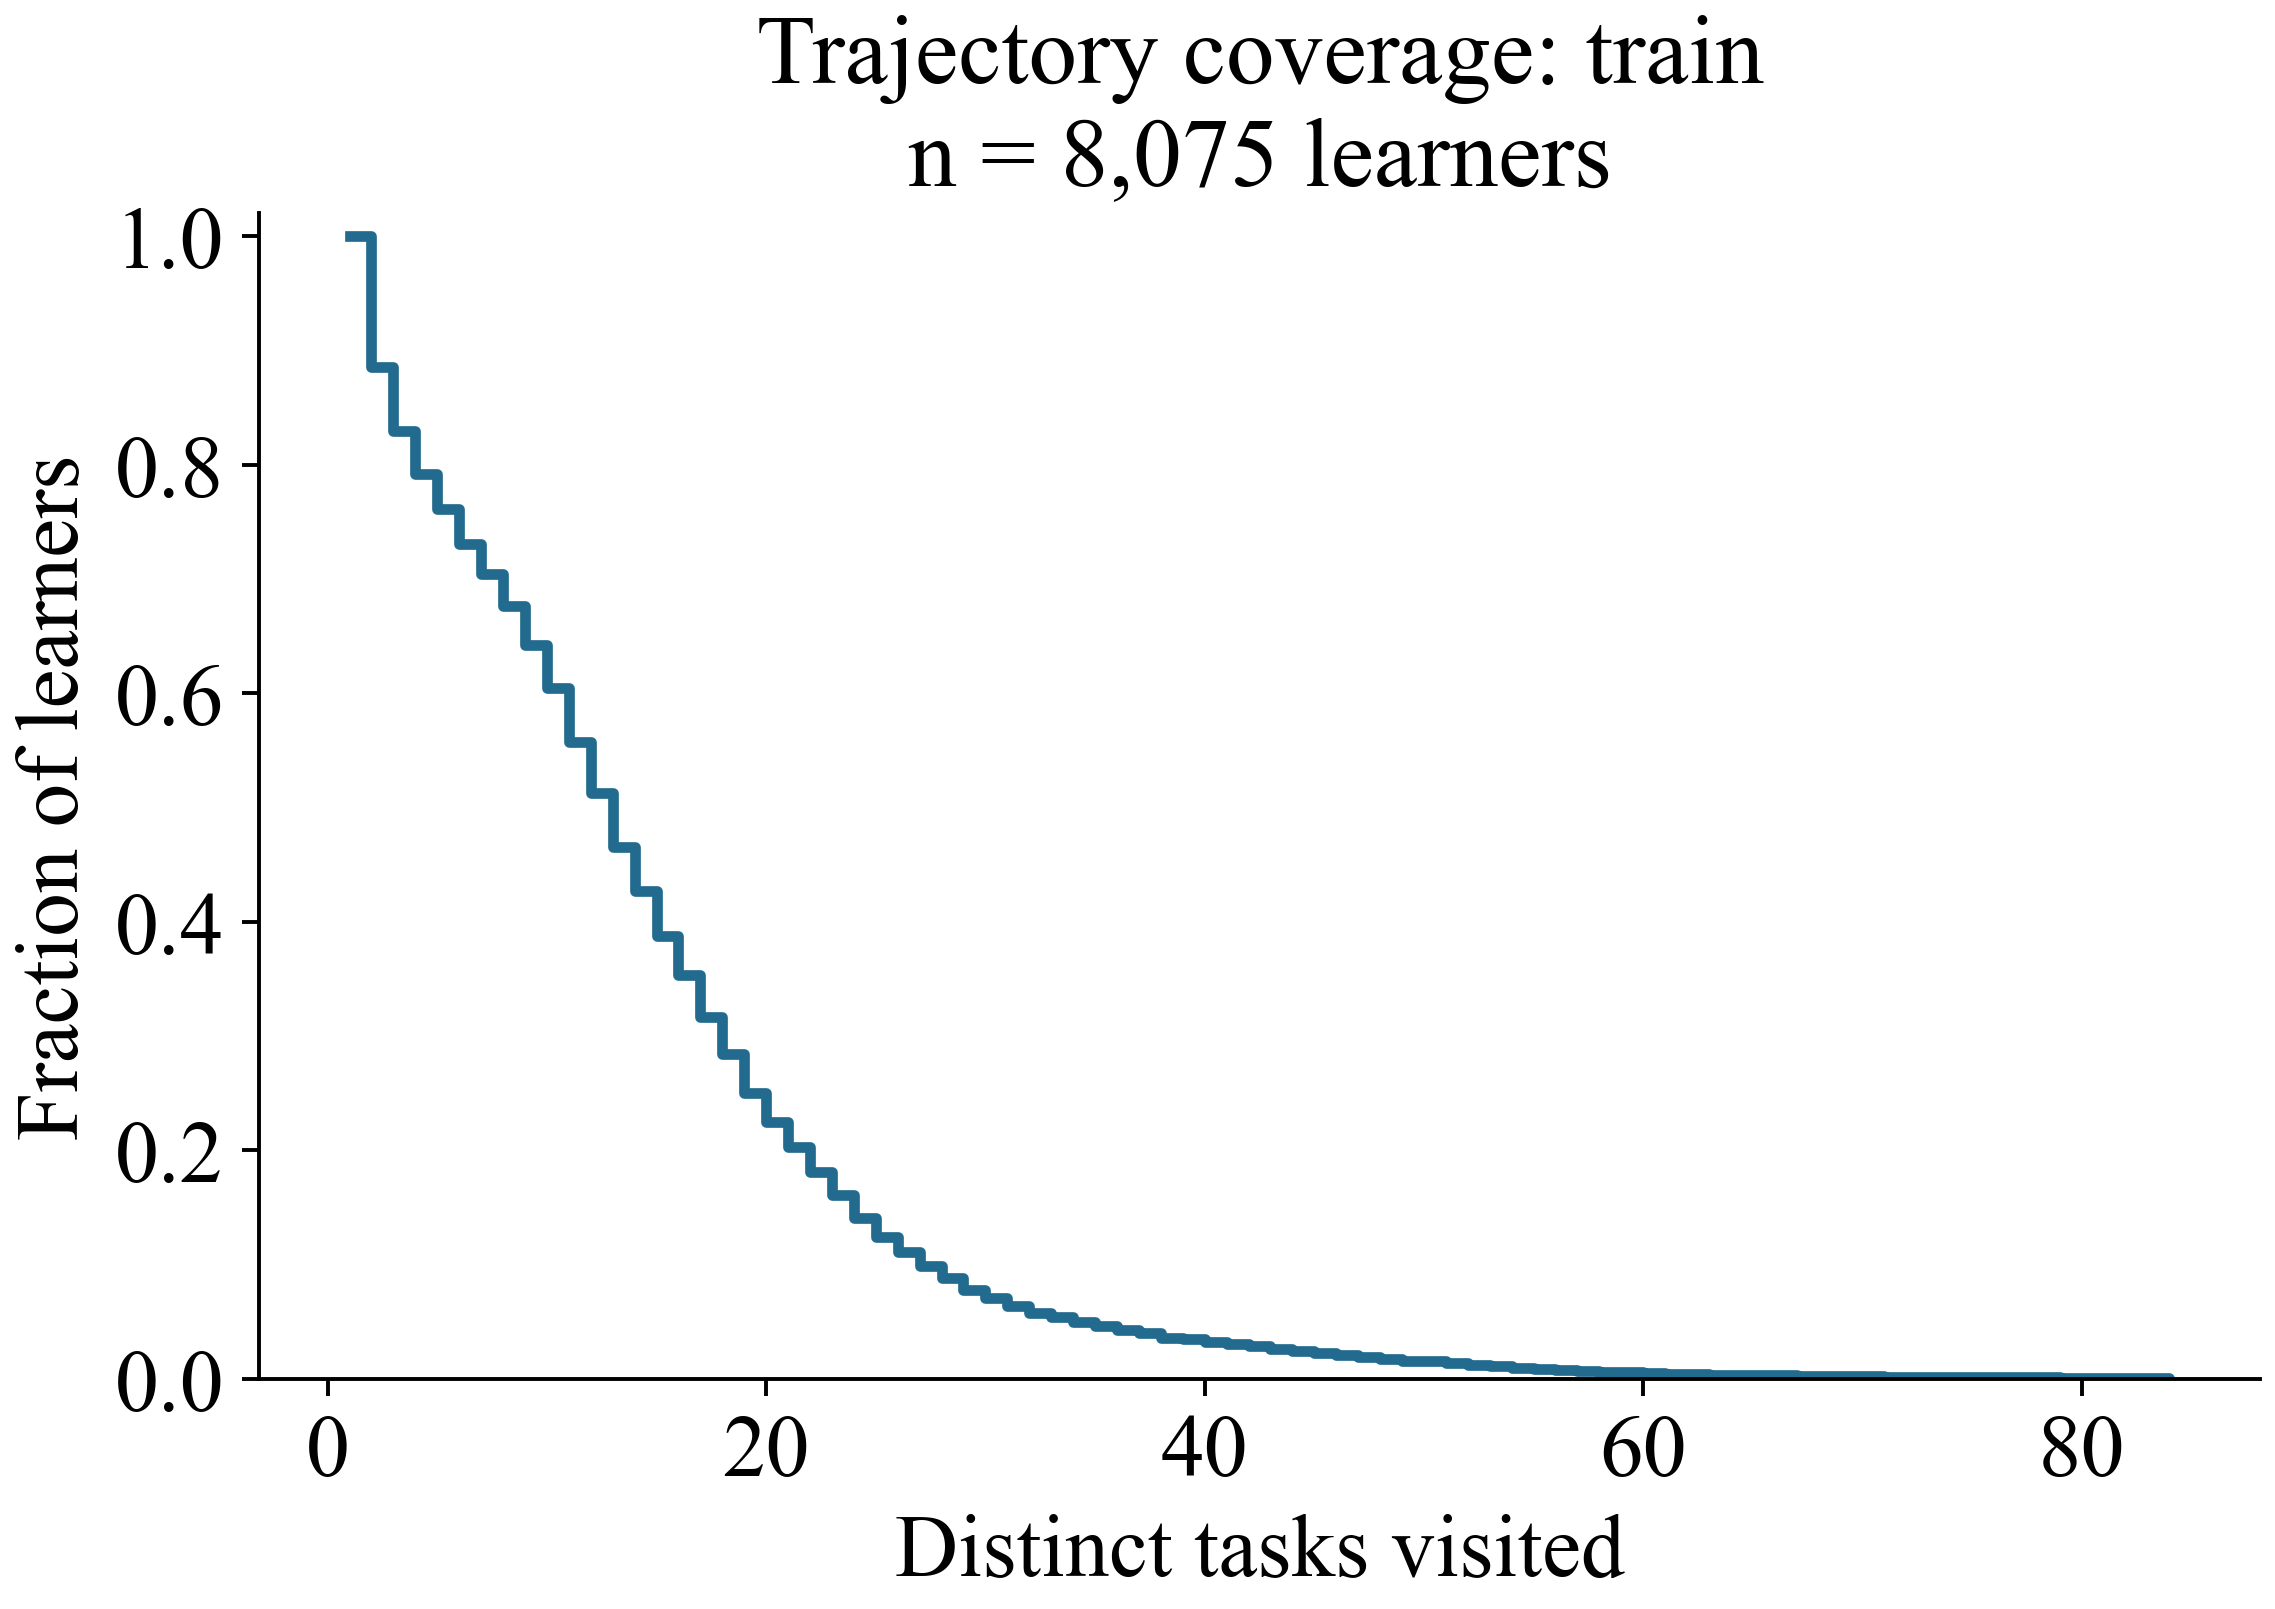 Trajectory coverage: train
n = 8,075 learners
Fraction of learners
1.0
0.8
0.6
0.4
0.2
0.0
0 20 40 60 80
Distinct tasks visited